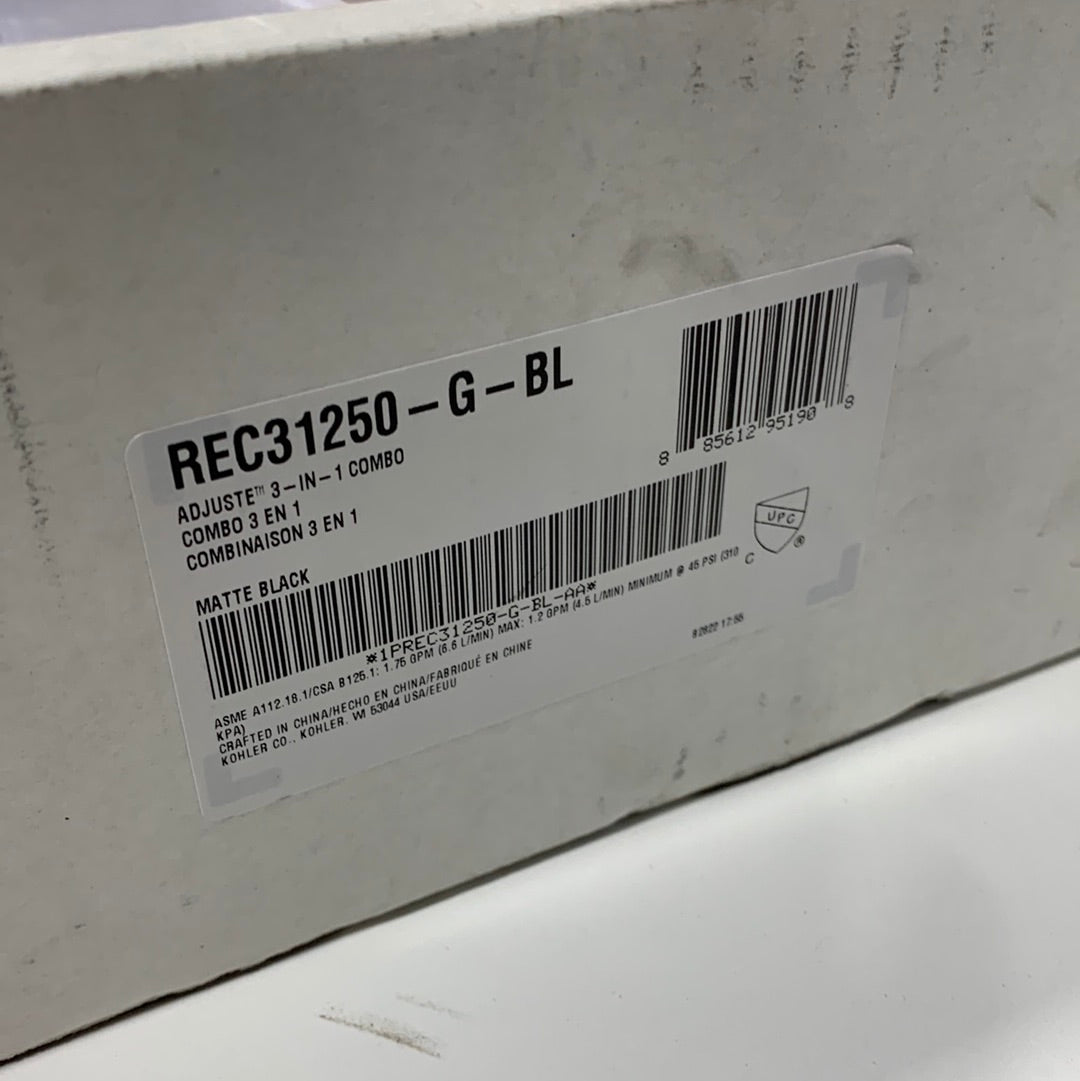 REC31250-G-BL
ADJUSTE™ 3-IN-1 COMBO
COMBO 3 EN 1
COMBINAISON 3 EN 1
MATTE BLACK
8 85612 95190 8
*1PREC31250-G-BL-AA*
ASME A112.18.1/CSA B125.1: 1.75 GPM (6.6 L/MIN) MAX: 1.2 GPM (4.5 L/MIN) MINIMUM @ 45 PSI (310
KPA)
CRAFTED IN CHINA/HECHO EN CHINA/FABRIQUÉ EN CHINE
KOHLER CO., KOHLER. WI 53044 USA/EEUU
UPC
®
C